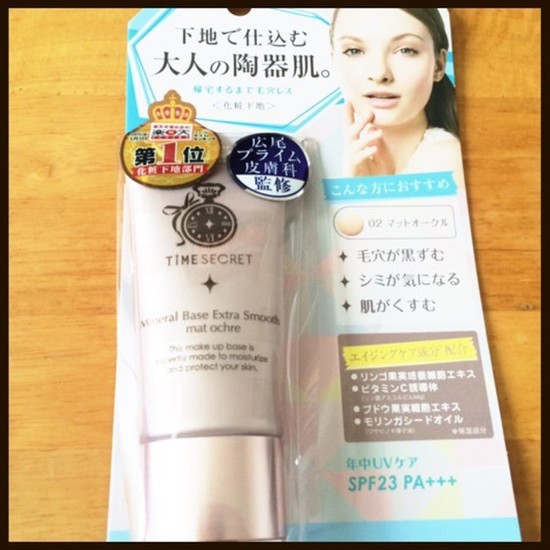 下地で仕込む
大人の陶器肌。
帰宅するまで毛穴レス
＜化粧下地＞
楽天
第1位
化粧下地部門
広尾
プライム
皮膚科
監修
こんな方におすすめ
02 マットオークル
✦ 毛穴が黒ずむ
✦ シミが気になる
✦ 肌がくすむ
TiME SECRET
Mineral Base Extra Smooth
mat ochre
This make up base is
to moisturize
and protect your skin.
エイジングケア成分 配合
● リンゴ果実培養細胞エキス
● ビタミンC誘導体
● ブドウ果実細胞エキス
● モリンガシードオイル
※保湿成分
年中UVケア
SPF23 PA+++